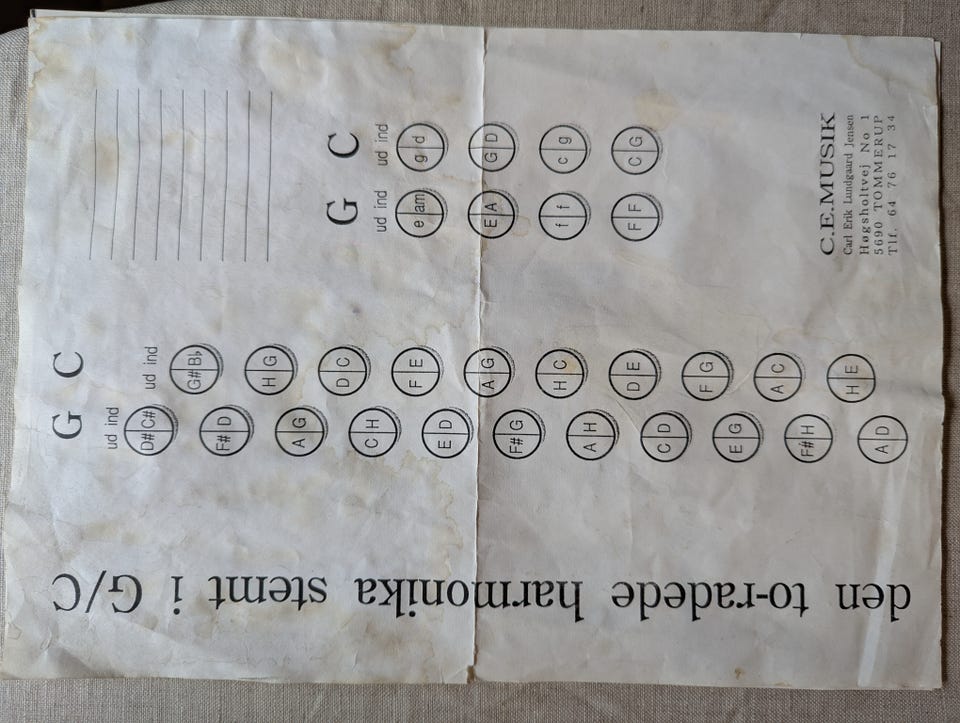 den to-radede harmonika stemt i G/C
G C
ud ind
ud ind
D# C#
G# B♭
F# D
H G
A G
D C
C H
F E
E D
A G
F# G
H C
A H
D E
C D
F G
E G
A C
F# H
H E
A D
G C
ud ind ud ind
e am g d
E A G D
f f c g
F F C G
C.E.MUSIK
Carl Erik Lundgaard Jensen
Høgsholtvej No 1
5690 TOMMERUP
Tlf. 64 76 17 34